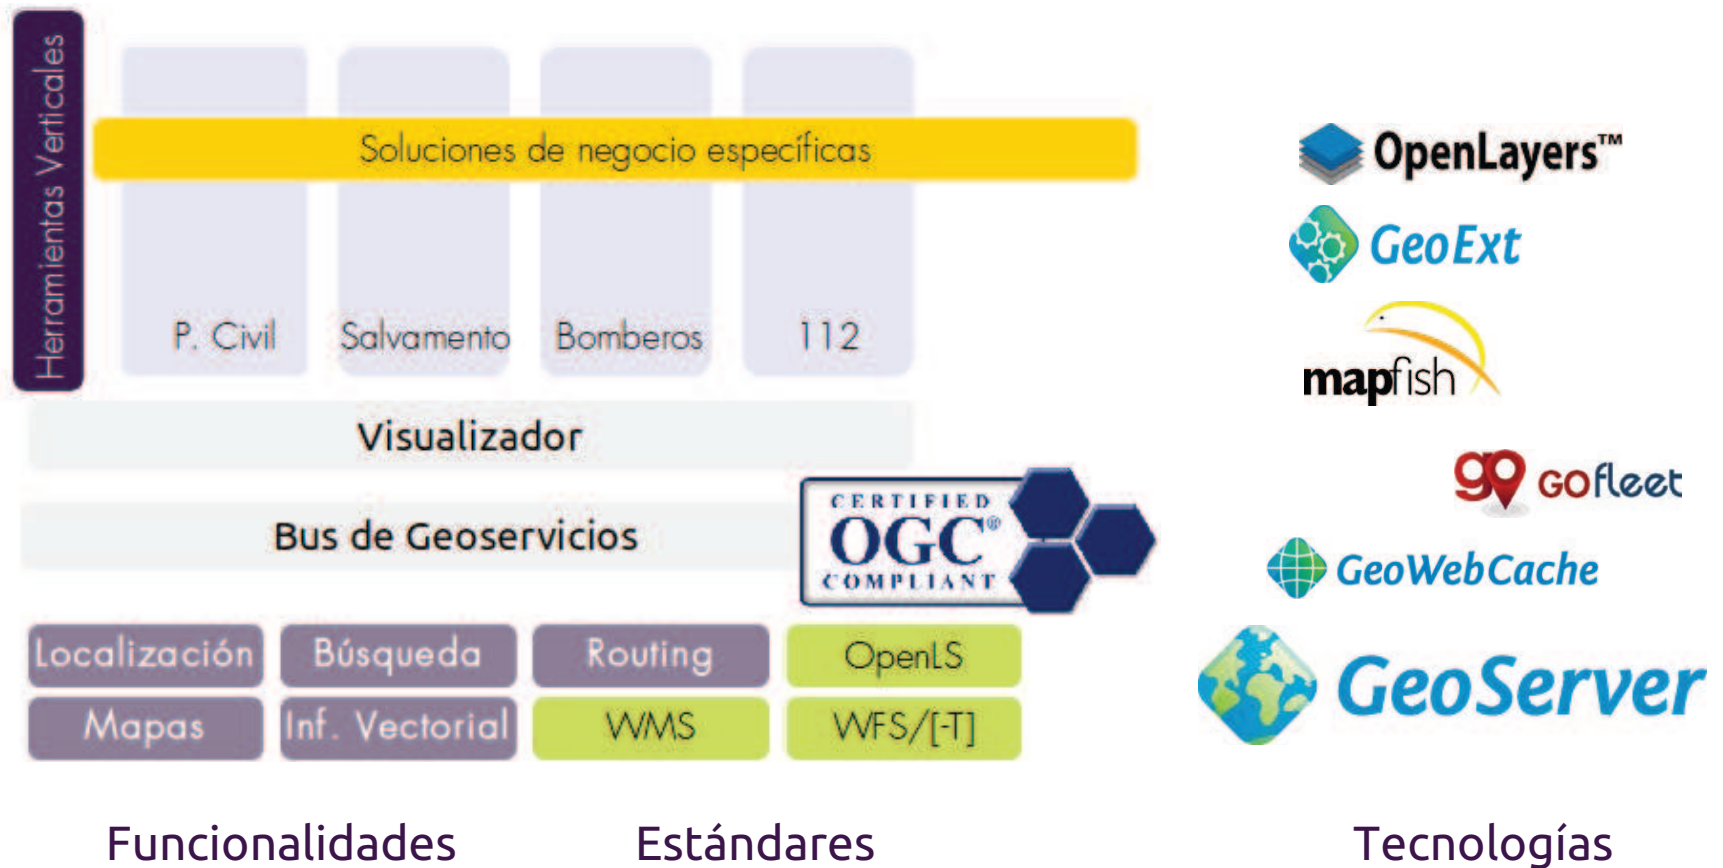 Herramientas Verticales
Soluciones de negocio específicas
P. Civil
Salvamento
Bomberos
112
Visualizador
Bus de Geoservicios
CERTIFIED
OGC®
COMPLIANT
Localización
Búsqueda
Routing
OpenLS
Mapas
Inf. Vectorial
WMS
WFS/[-T]
OpenLayers™
GeoExt
mapfish
go GOfleet
GeoWebCache
GeoServer
Funcionalidades
Estándares
Tecnologías